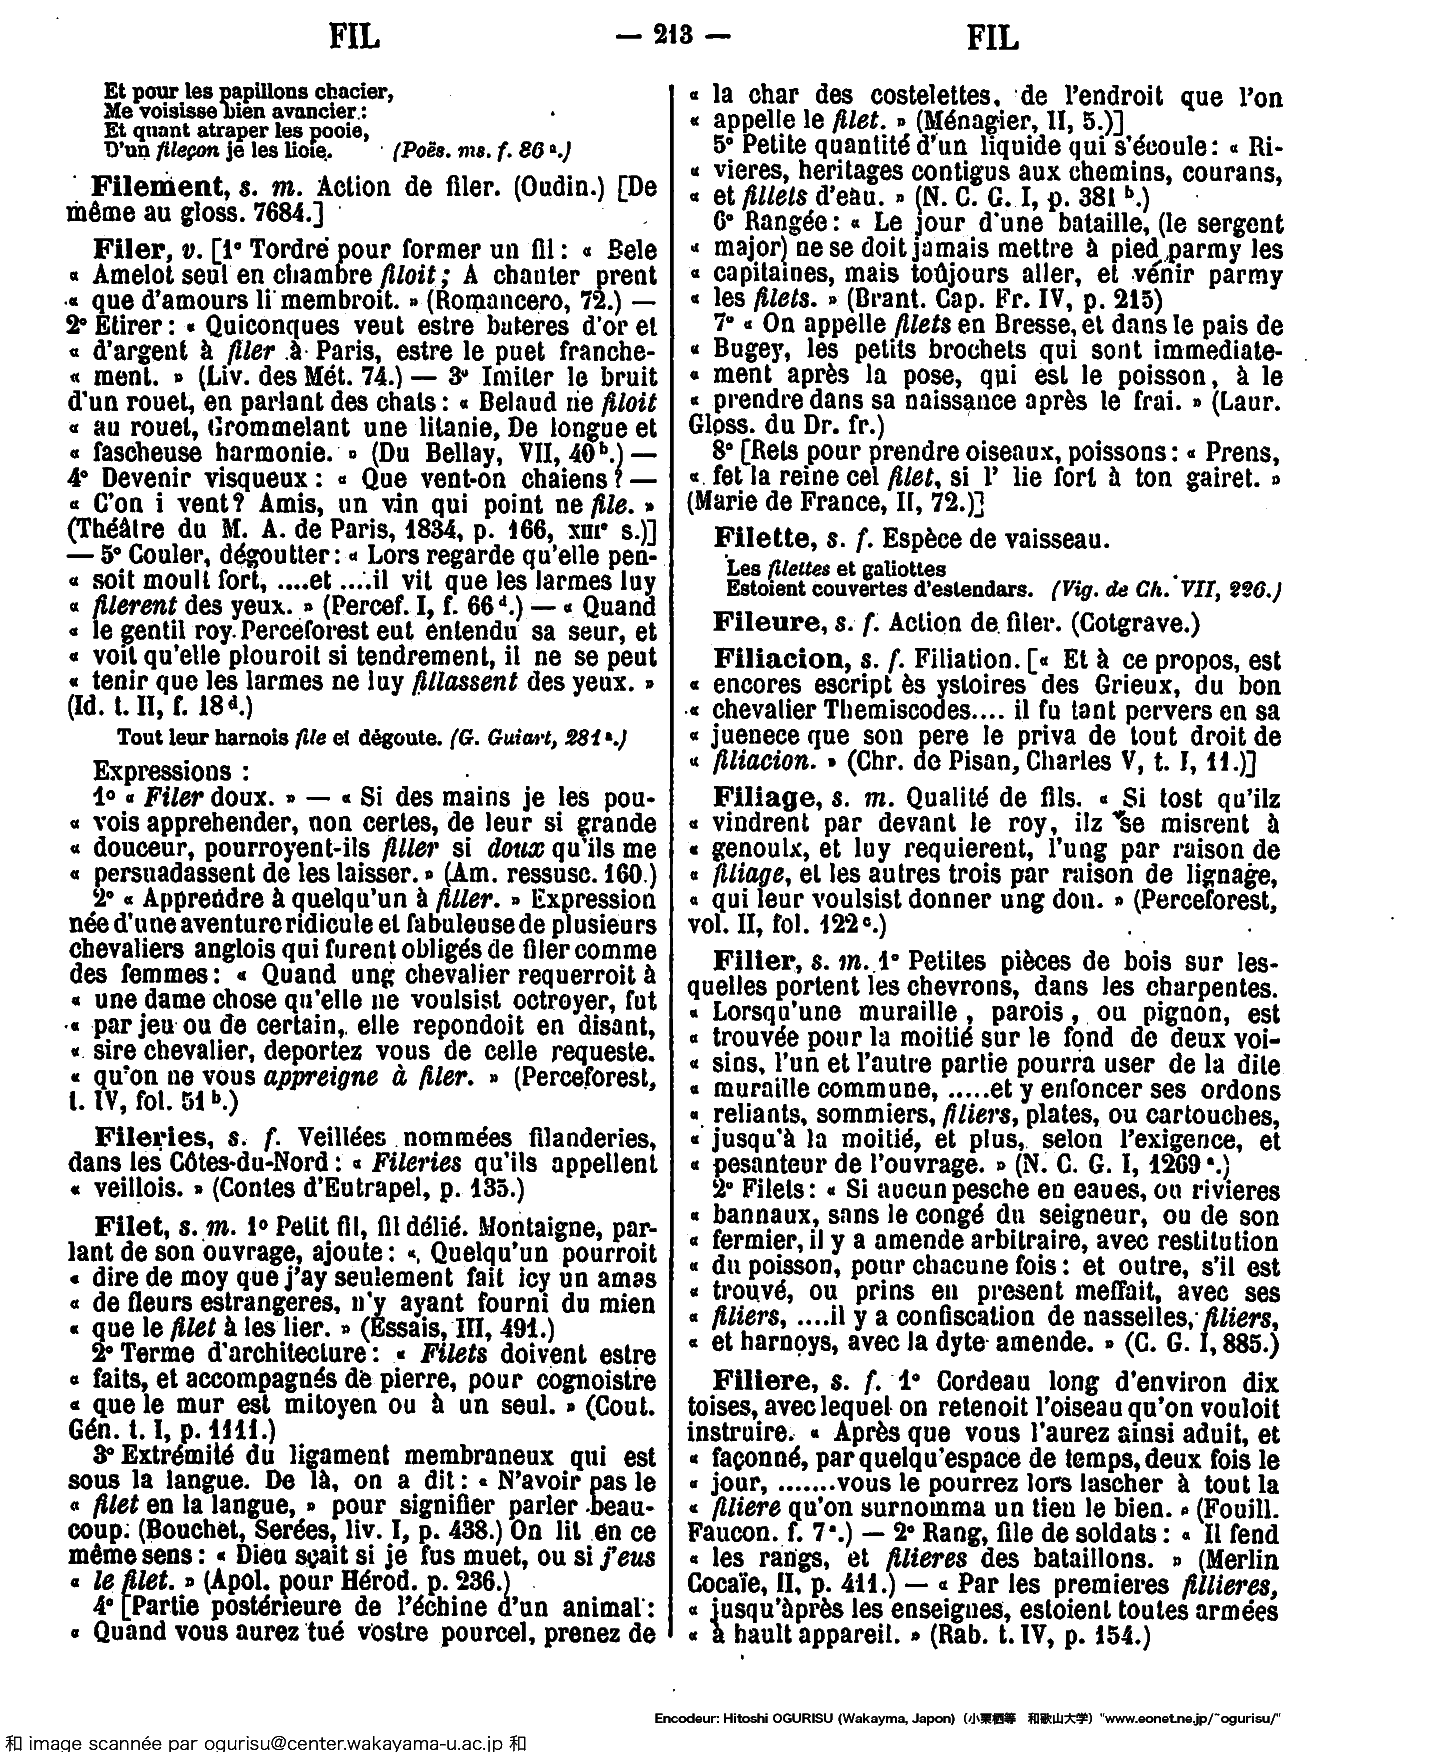 FIL — 213 — FIL
Et pour les papillons chacier,
Me voisisse bien avancier:
Et quant atraper les pooie,
D'un fileçon je les lioie. (Poës. ms. f. 86 a.)
Filement, s. m. Action de filer. (Oudin.) [De
même au gloss. 7684.]
Filer, v. [1° Tordre pour former un fil: « Bele
« Amelot seul en chambre filoit; A chanter prent
« que d'amours li membroit. » (Romancero, 72.) —
2° Etirer: « Quiconques veut estre bateres d'or et
« d'argent à filer à Paris, estre le puet franche-
« ment. » (Liv. des Mét. 74.) — 3° Imiter le bruit
d'un rouet, en parlant des chats: « Belaud ne filoit
« au rouet, Grommelant une litanie, De longue et
« fascheuse harmonie. » (Du Bellay, VII, 40 b.) —
4° Devenir visqueux: « Que vent-on chaiens? —
« C'on i vent? Amis, un vin qui point ne file. »
(Théâtre du M. A. de Paris, 1834, p. 166, XIIIe s.)]
— 5° Couler, dégoutter: « Lors regarde qu'elle pen-
« soit moult fort, ....et ....il vit que les larmes luy
« filerent des yeux. » (Percef. I, f. 66 d.) — « Quand
« le gentil roy Perceforest eut entendu sa seur, et
« voit qu'elle plouroit si tendrement, il ne se peut
« tenir que les larmes ne luy fillassent des yeux. »
(Id. t. II, f. 18 d.)
Tout leur harnois file et dégoute. (G. Guiart, 281 a.)
Expressions :
1° « Filer doux. » — « Si des mains je les pou-
« vois apprehender, non certes, de leur si grande
« douceur, pourroyent-ils filler si doux qu'ils me
« persuadassent de les laisser. » (Am. ressusc. 160.)
2° « Apprendre à quelqu'un à filler. » Expression
née d'une aventure ridicule et fabuleuse de plusieurs
chevaliers anglois qui furent obligés de filer comme
des femmes: « Quand ung chevalier requerroit à
« une dame chose qu'elle ne voulsist octroyer, fut
« par jeu ou de certain, elle repondoit en disant,
« sire chevalier, deportez vous de celle requeste.
« qu'on ne vous appreigne à filer. » (Perceforest,
t. IV, fol. 51 b.)
Fileries, s. f. Veillées nommées filanderies,
dans les Côtes-du-Nord: « Fileries qu'ils appellent
« veillois. » (Contes d'Eutrapel, p. 135.)
Filet, s. m. 1° Petit fil, fil délié. Montaigne, par-
lant de son ouvrage, ajoute: « Quelqu'un pourroit
« dire de moy que j'ay seulement fait icy un amas
« de fleurs estrangeres, n'y ayant fourni du mien
« que le filet à les lier. » (Essais, III, 491.)
2° Terme d'architecture: « Filets doivent estre
« faits, et accompagnés de pierre, pour cognoistre
« que le mur est mitoyen ou à un seul. » (Cout.
Gén. t. I, p. 1111.)
3° Extrémité du ligament membraneux qui est
sous la langue. De là, on a dit: « N'avoir pas le
« filet en la langue, » pour signifier parler beau-
coup: (Bouchet, Serées, liv. I, p. 438.) On lit en ce
même sens: « Dieu sçait si je fus muet, ou si j'eus
« le filet. » (Apol. pour Hérod. p. 236.)
4° [Partie postérieure de l'échine d'un animal:
« Quand vous aurez tué vostre pourcel, prenez de
« la char des costelettes, de l'endroit que l'on
« appelle le filet. » (Ménagier, II, 5.)]
5° Petite quantité d'un liquide qui s'écoule: « Ri-
« vieres, heritages contigus aux chemins, courans,
« et fillets d'eau. » (N. C. G. I, p. 381 b.)
6° Rangée: « Le jour d'une bataille, (le sergent
« major) ne se doit jamais mettre à pied parmy les
« capitaines, mais toûjours aller, et vénir parmy
« les filets. » (Brant. Cap. Fr. IV, p. 215)
7° « On appelle filets en Bresse, et dans le pais de
« Bugey, les petits brochets qui sont immediate-
« ment après la pose, qui est le poisson, à le
« prendre dans sa naissance après le frai. » (Laur.
Gloss. du Dr. fr.)
8° [Rets pour prendre oiseaux, poissons: « Prens,
« fet la reine cel filet, si l' lie fort à ton gairet. »
(Marie de France, II, 72.)]
Filette, s. f. Espèce de vaisseau.
Les filettes et galiottes
Estoient couvertes d'estendars. (Vig. de Ch. VII, 226.)
Fileure, s. f. Action de filer. (Cotgrave.)
Filiacion, s. f. Filiation. [« Et à ce propos, est
« encores escript ès ystoires des Grieux, du bon
« chevalier Themiscodes.... il fu tant pervers en sa
« juenece que son pere le priva de tout droit de
« filiacion. » (Chr. de Pisan, Charles V, t. I, 11.)]
Filiage, s. m. Qualité de fils. « Si tost qu'ilz
« vindrent par devant le roy, ilz se misrent à
« genoulx, et luy requierent, l'ung par raison de
« filiage, et les autres trois par raison de lignage,
« qui leur voulsist donner ung don. » (Perceforest,
vol. II, fol. 122 c.)
Filier, s. m. 1° Petites pièces de bois sur les-
quelles portent les chevrons, dans les charpentes.
« Lorsqu'une muraille, parois, ou pignon, est
« trouvée pour la moitié sur le fond de deux voi-
« sins, l'un et l'autre partie pourra user de la dite
« muraille commune, .....et y enfoncer ses ordons
« reliants, sommiers, filiers, plates, ou cartouches,
« jusqu'à la moitié, et plus, selon l'exigence, et
« pesanteur de l'ouvrage. » (N. C. G. I, 1269 a.)
2° Filets: « Si aucun pesche en eaues, ou rivieres
« bannaux, sans le congé du seigneur, ou de son
« fermier, il y a amende arbitraire, avec restitution
« du poisson, pour chacune fois: et outre, s'il est
« trouvé, ou prins en present meffait, avec ses
« filiers, ....il y a confiscation de nasselles, filiers,
« et harnoys, avec la dyte amende. » (C. G. I, 885.)
Filiere, s. f. 1° Cordeau long d'environ dix
toises, avec lequel on retenoit l'oiseau qu'on vouloit
instruire. « Après que vous l'aurez ainsi aduit, et
« façonné, par quelqu'espace de temps, deux fois le
« jour, .......vous le pourrez lors lascher à tout la
« filiere qu'on surnomma un tieu le bien. » (Fouill.
Faucon. f. 7 a.) — 2° Rang, file de soldats: « Il fend
« les rangs, et filieres des bataillons. » (Merlin
Cocaïe, II, p. 411.) — « Par les premieres fillieres,
« jusqu'àprès les enseignes, estoient toutes armées
« à hault appareil. » (Rab. t. IV, p. 154.)
Encodeur: Hitoshi OGURISU (Wakayma, Japon) (小栗栖等 和歌山大学) "www.eonet.ne.jp/~ogurisu/"
和 image scannée par ogurisu@center.wakayama-u.ac.jp 和